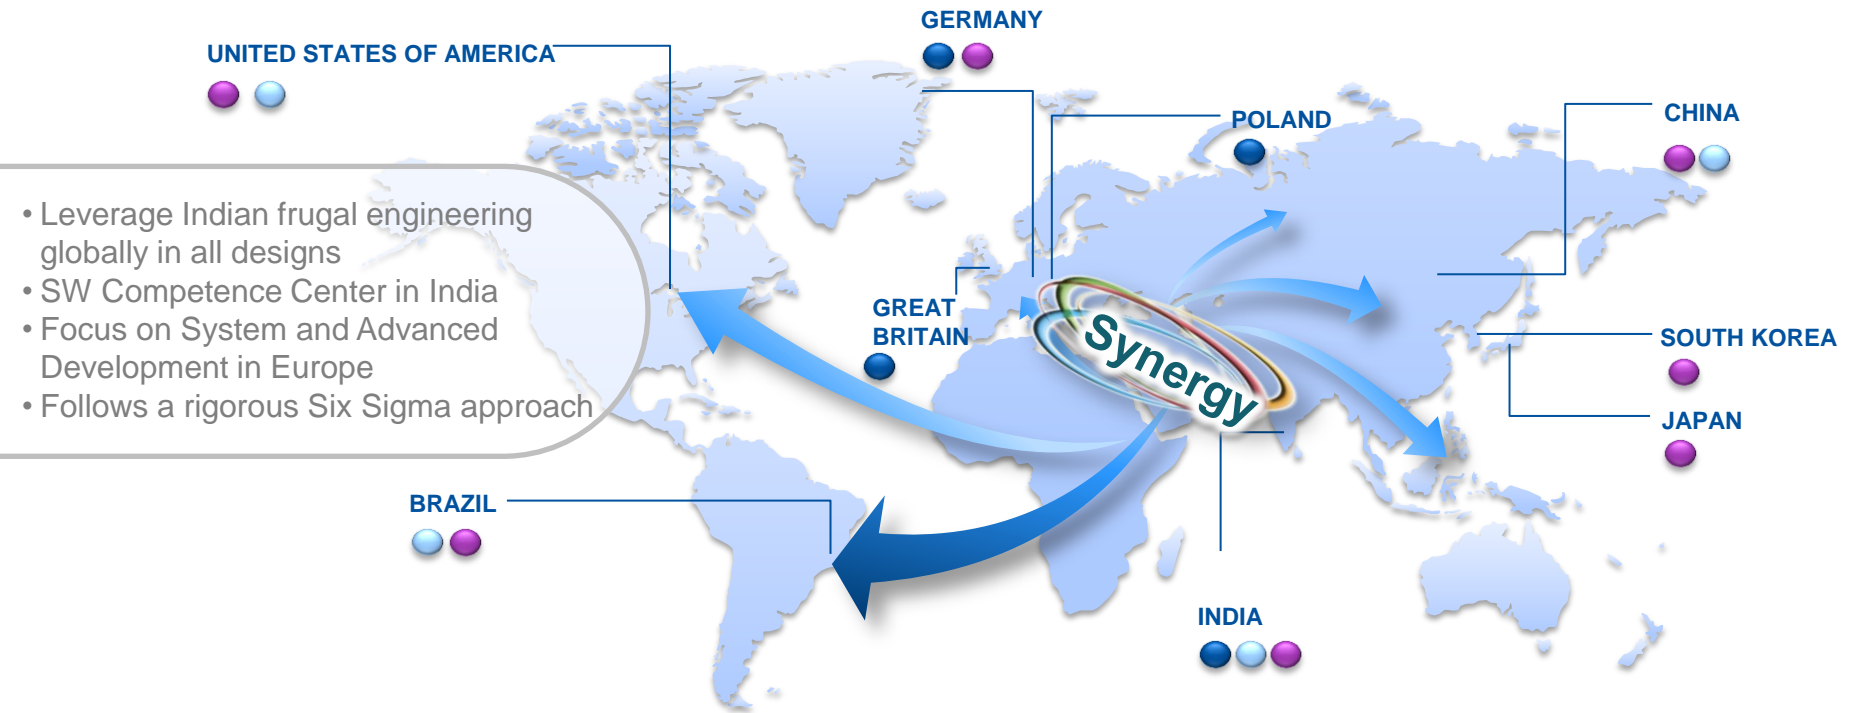 GERMANY
UNITED STATES OF AMERICA
POLAND
CHINA
• Leverage Indian frugal engineering
globally in all designs
• SW Competence Center in India
• Focus on System and Advanced
Development in Europe
• Follows a rigorous Six Sigma approach
GREAT
BRITAIN
Synergy
SOUTH KOREA
JAPAN
BRAZIL
INDIA